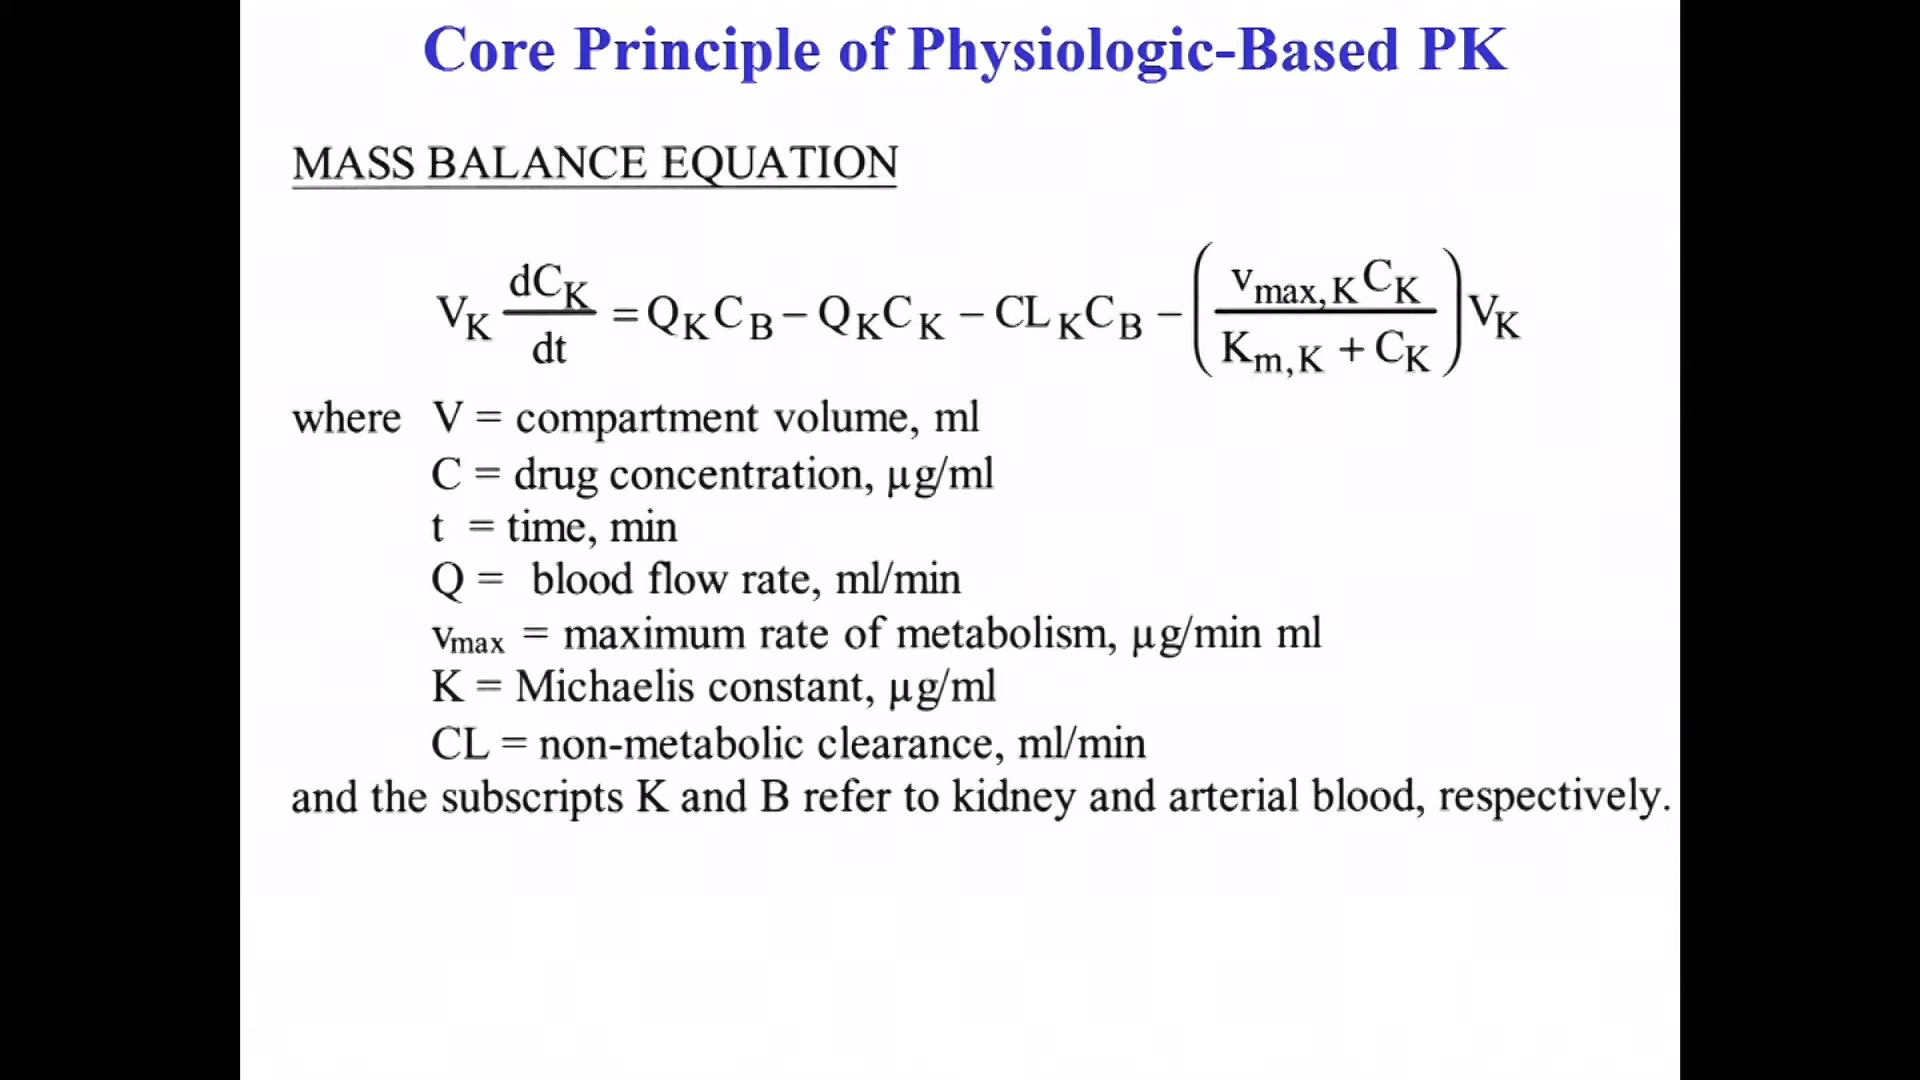 Core Principle of Physiologic-Based PK
MASS BALANCE EQUATION
V_K dC_K/dt = Q_K C_B − Q_K C_K − CL_K C_B − (v_max,K C_K / K_m,K + C_K) V_K
where V = compartment volume, ml
C = drug concentration, µg/ml
t = time, min
Q = blood flow rate, ml/min
v_max = maximum rate of metabolism, µg/min ml
K = Michaelis constant, µg/ml
CL = non-metabolic clearance, ml/min
and the subscripts K and B refer to kidney and arterial blood, respectively.